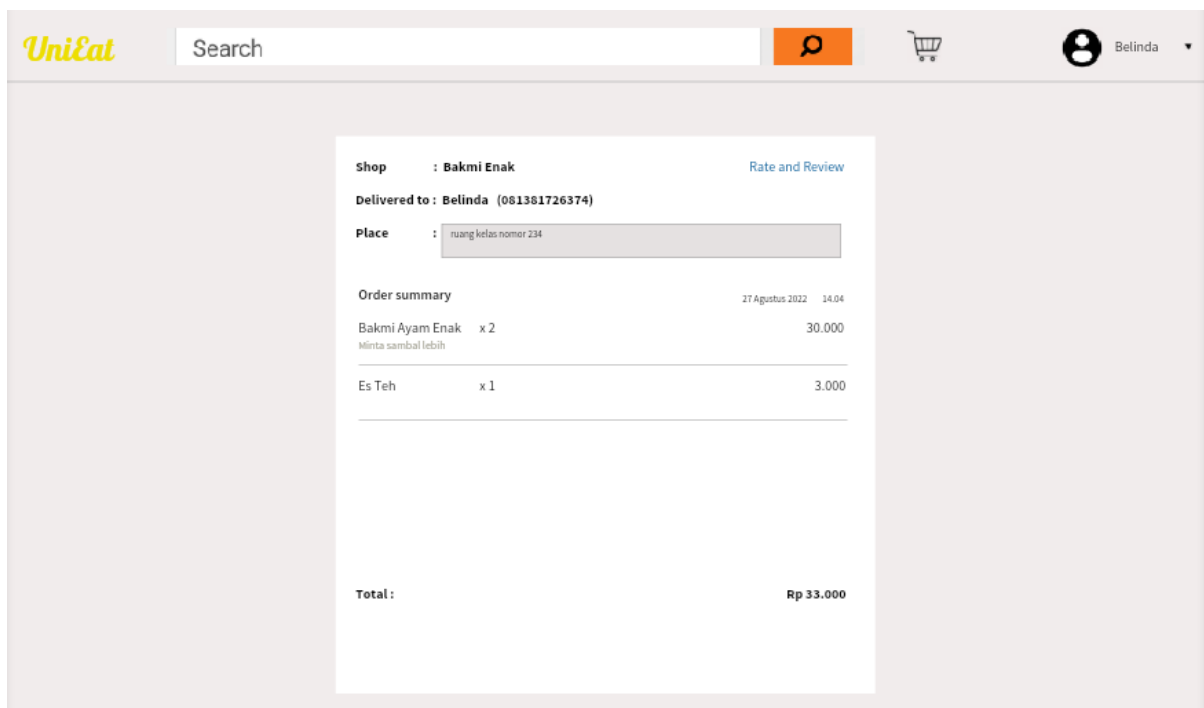 UniEat Search Belinda
Shop : Bakmi Enak Rate and Review
Delivered to : Belinda (081381726374)
Place : ruang kelas nomor 234
Order summary 27 Agustus 2022 14.04
Bakmi Ayam Enak x 2 30.000
Minta sambal lebih
Es Teh x 1 3.000
Total : Rp 33.000